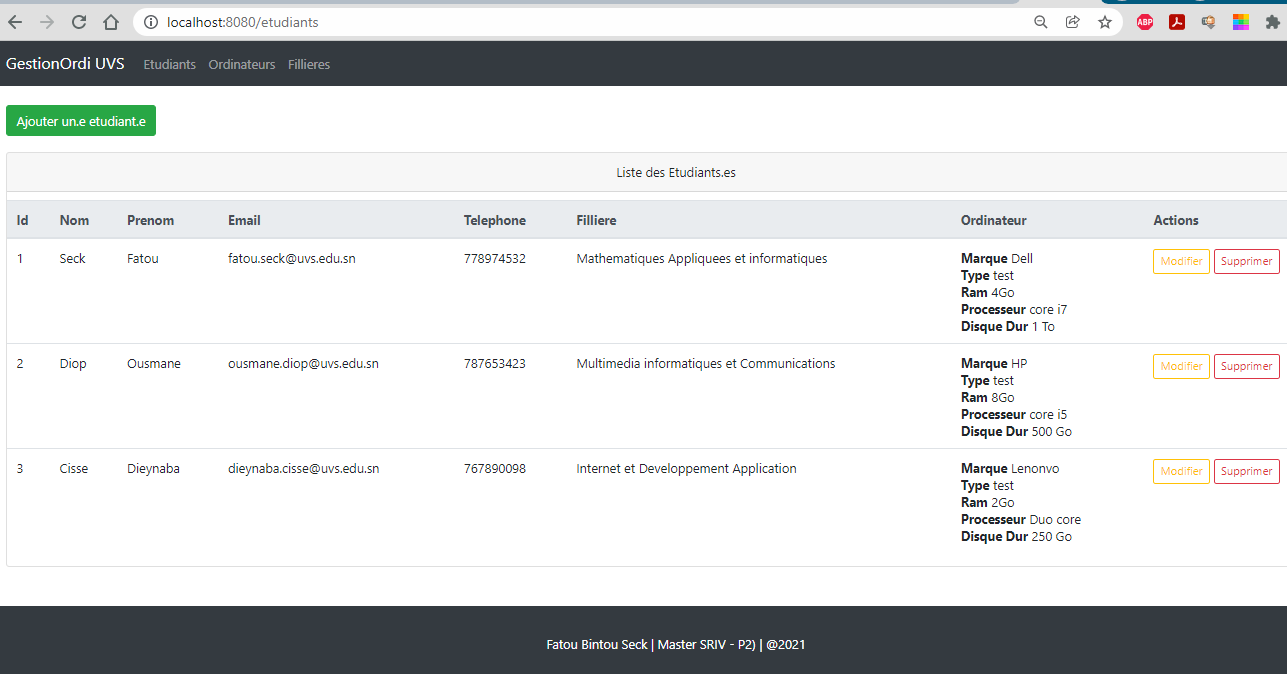 localhost:8080/etudiants
ABP
GestionOrdi UVS Etudiants Ordinateurs Fillieres
Ajouter un.e etudiant.e
Liste des Etudiants.es
Id Nom Prenom Email Telephone Filliere Ordinateur Actions
1 Seck Fatou fatou.seck@uvs.edu.sn 778974532 Mathematiques Appliquees et informatiques Marque Dell Modifier Supprimer
Type test
Ram 4Go
Processeur core i7
Disque Dur 1 To
2 Diop Ousmane ousmane.diop@uvs.edu.sn 787653423 Multimedia informatiques et Communications Marque HP Modifier Supprimer
Type test
Ram 8Go
Processeur core i5
Disque Dur 500 Go
3 Cisse Dieynaba dieynaba.cisse@uvs.edu.sn 767890098 Internet et Developpement Application Marque Lenonvo Modifier Supprimer
Type test
Ram 2Go
Processeur Duo core
Disque Dur 250 Go
Fatou Bintou Seck | Master SRIV - P2) | @2021